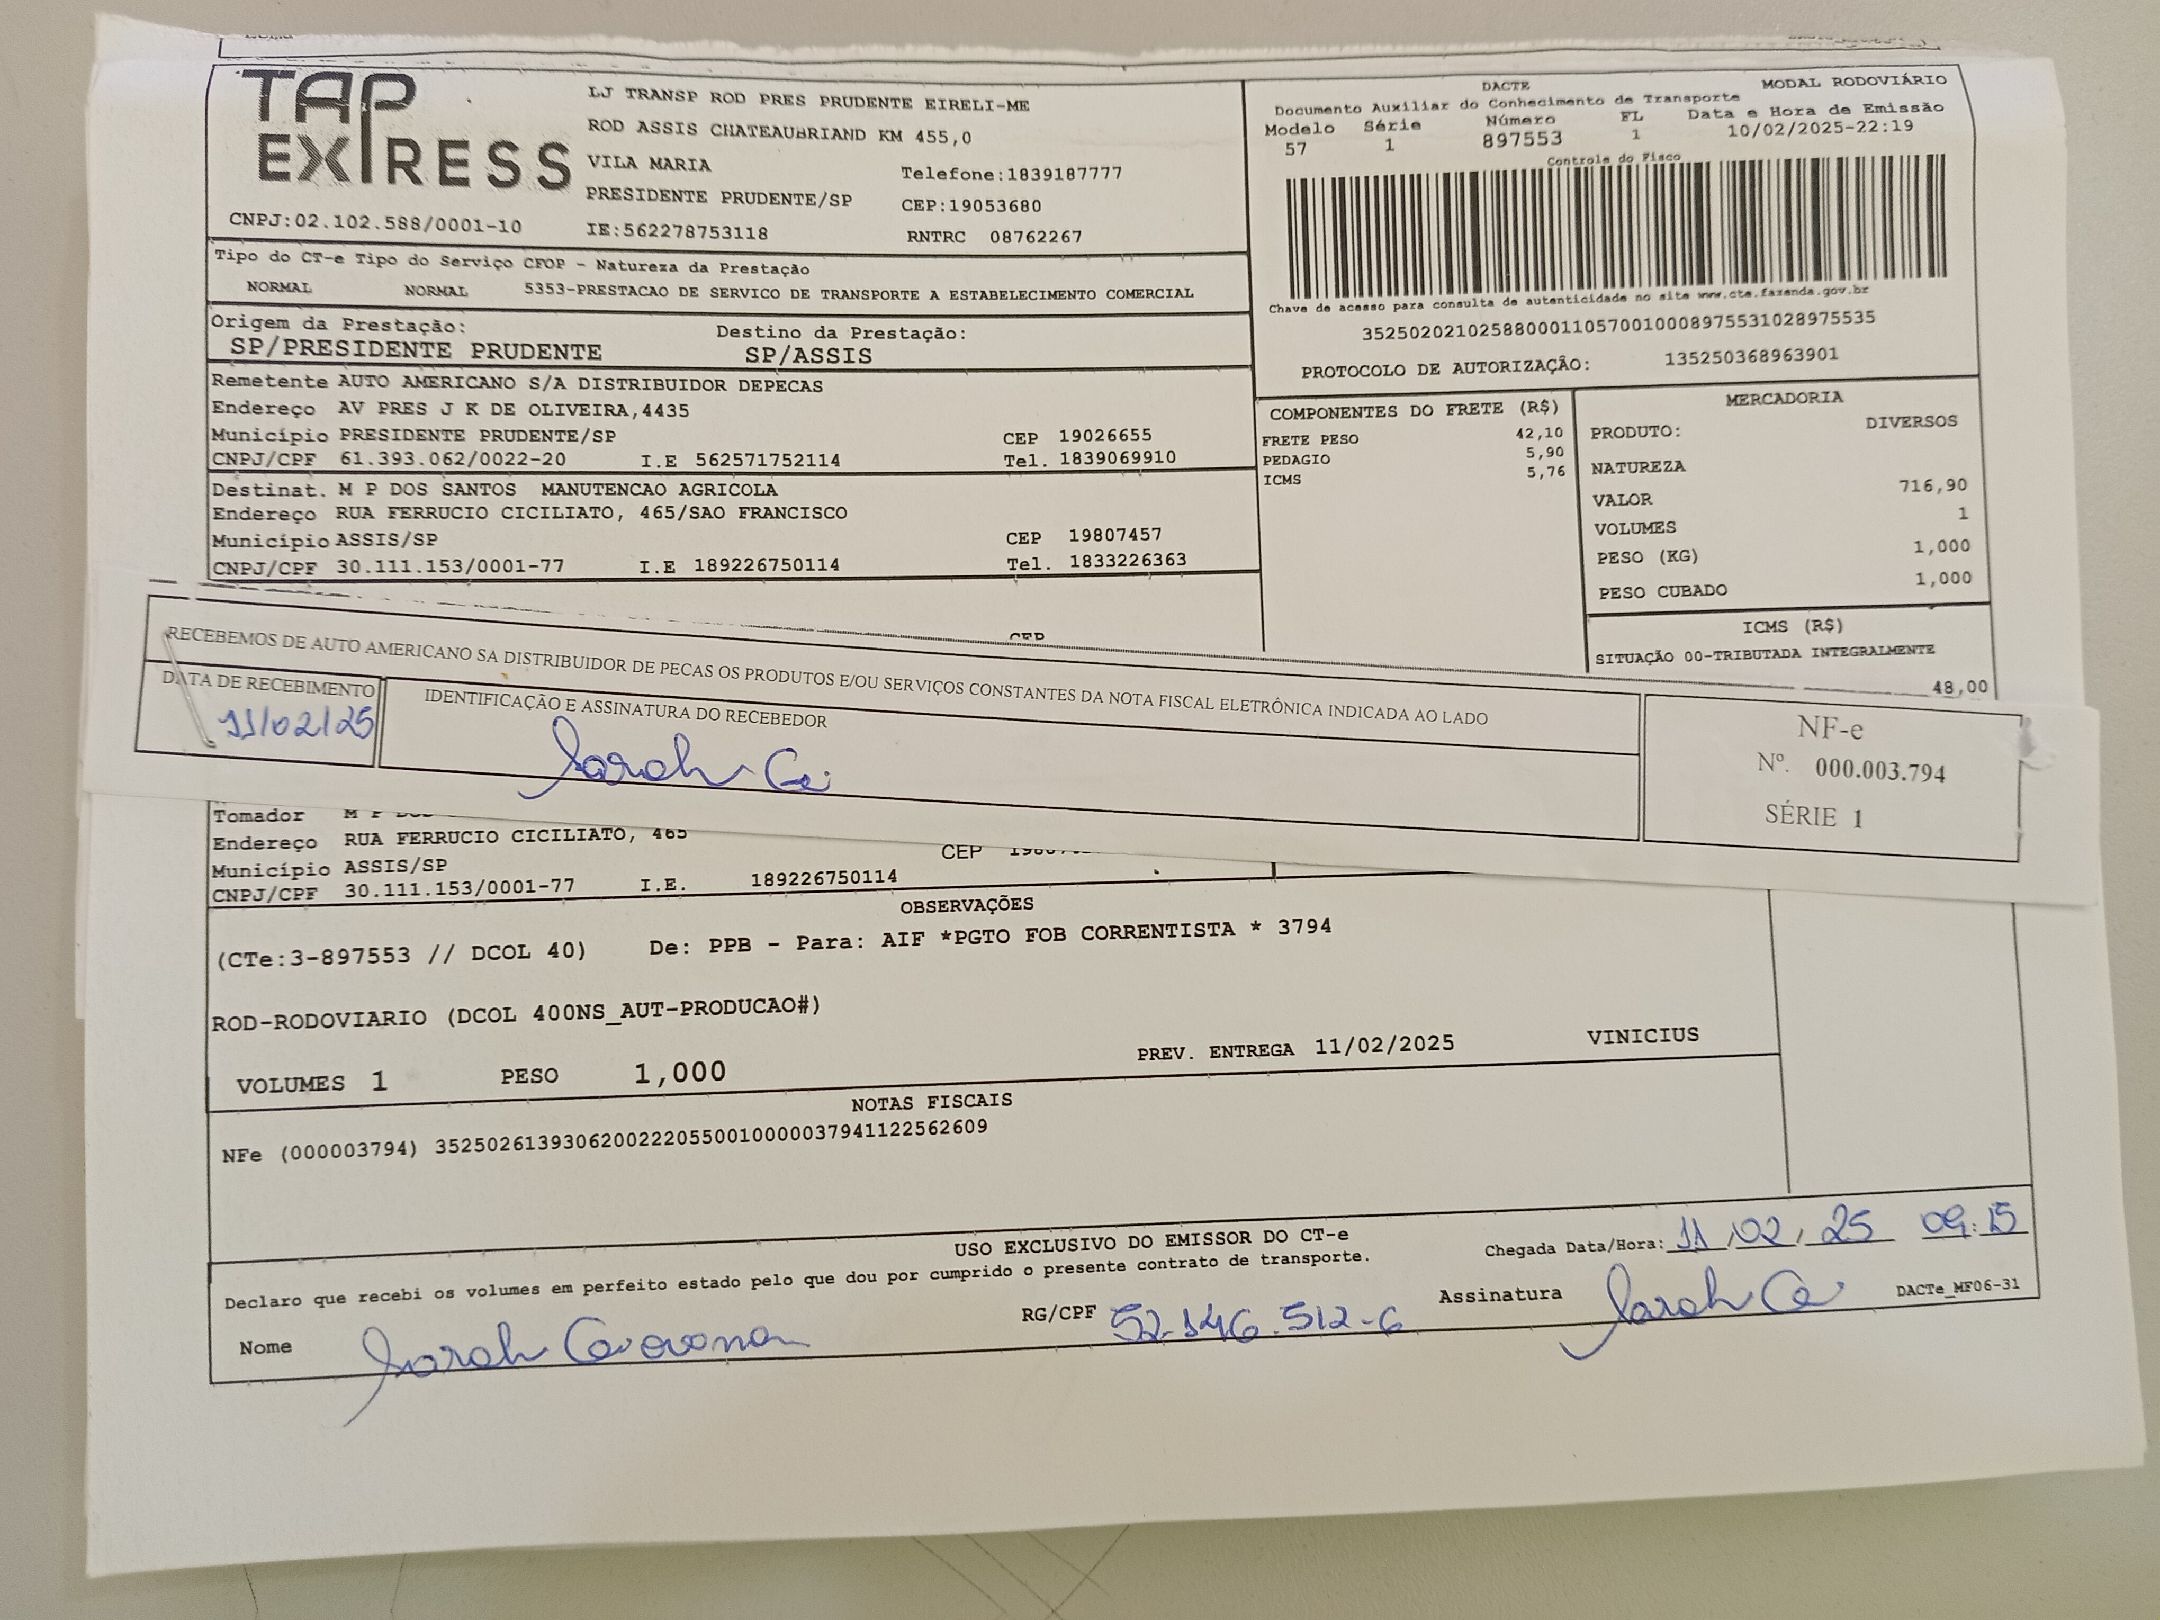 TAP
EXPRESS
LJ TRANSP ROD PRES PRUDENTE EIRELI-ME
ROD ASSIS CHATEAUBRIAND KM 455,0
VILA MARIA
Telefone:1839187777
PRESIDENTE PRUDENTE/SP
CEP:19053680
CNPJ:02.102.588/0001-10
IE:562278753118
RNTRC 08762267
DACTE
MODAL RODOVIÁRIO
Documento Auxiliar do Conhecimento de Transporte
Modelo Série Número FL Data e Hora de Emissão
57 1 897553 1 10/02/2025-22:19
Controle do Fisco
Chave de acesso para consulta de autenticidade no site www.cte.fazenda.gov.br
35250202102588000110570010008975531028975535
PROTOCOLO DE AUTORIZAÇÃO: 135250368963901
Tipo do CT-e Tipo do Serviço CFOP - Natureza da Prestação
NORMAL NORMAL 5353-PRESTACAO DE SERVICO DE TRANSPORTE A ESTABELECIMENTO COMERCIAL
Origem da Prestação: Destino da Prestação:
SP/PRESIDENTE PRUDENTE SP/ASSIS
Remetente AUTO AMERICANO S/A DISTRIBUIDOR DEPECAS
Endereço AV PRES J K DE OLIVEIRA,4435
Município PRESIDENTE PRUDENTE/SP CEP 19026655
CNPJ/CPF 61.393.062/0022-20 I.E 562571752114 Tel. 1839069910
Destinat. M P DOS SANTOS MANUTENCAO AGRICOLA
Endereço RUA FERRUCIO CICILIATO, 465/SAO FRANCISCO
Município ASSIS/SP CEP 19807457
CNPJ/CPF 30.111.153/0001-77 I.E 189226750114 Tel. 1833226363
CEP
COMPONENTES DO FRETE (R$)
FRETE PESO 42,10
PEDAGIO 5,90
ICMS 5,76
MERCADORIA
PRODUTO: DIVERSOS
NATUREZA
VALOR 716,90
VOLUMES 1
PESO (KG) 1,000
PESO CUBADO 1,000
ICMS (R$)
SITUAÇÃO 00-TRIBUTADA INTEGRALMENTE
48,00
RECEBEMOS DE AUTO AMERICANO SA DISTRIBUIDOR DE PECAS OS PRODUTOS E/OU SERVIÇOS CONSTANTES DA NOTA FISCAL ELETRÔNICA INDICADA AO LADO
DATA DE RECEBIMENTO
11/02/25
IDENTIFICAÇÃO E ASSINATURA DO RECEBEDOR
Sarah Ca
NF-e
Nº. 000.003.794
SÉRIE 1
Tomador M P
Endereço RUA FERRUCIO CICILIATO, 465
Município ASSIS/SP CEP
CNPJ/CPF 30.111.153/0001-77 I.E. 189226750114
OBSERVAÇÕES
(CTe:3-897553 // DCOL 40) De: PPB - Para: AIF *PGTO FOB CORRENTISTA * 3794
ROD-RODOVIARIO (DCOL 400NS_AUT-PRODUCAO#)
VOLUMES 1 PESO 1,000 PREV. ENTREGA 11/02/2025 VINICIUS
NOTAS FISCAIS
NFe (000003794) 35250261393062002220550010000037941122562609
USO EXCLUSIVO DO EMISSOR DO CT-e
Declaro que recebi os volumes em perfeito estado pelo que dou por cumprido o presente contrato de transporte.
Chegada Data/Hora: 11/02/25 09:15
Nome Sarah
RG/CPF 52.146.512-6
Assinatura Sarah Ca
DACTe_MF06-31